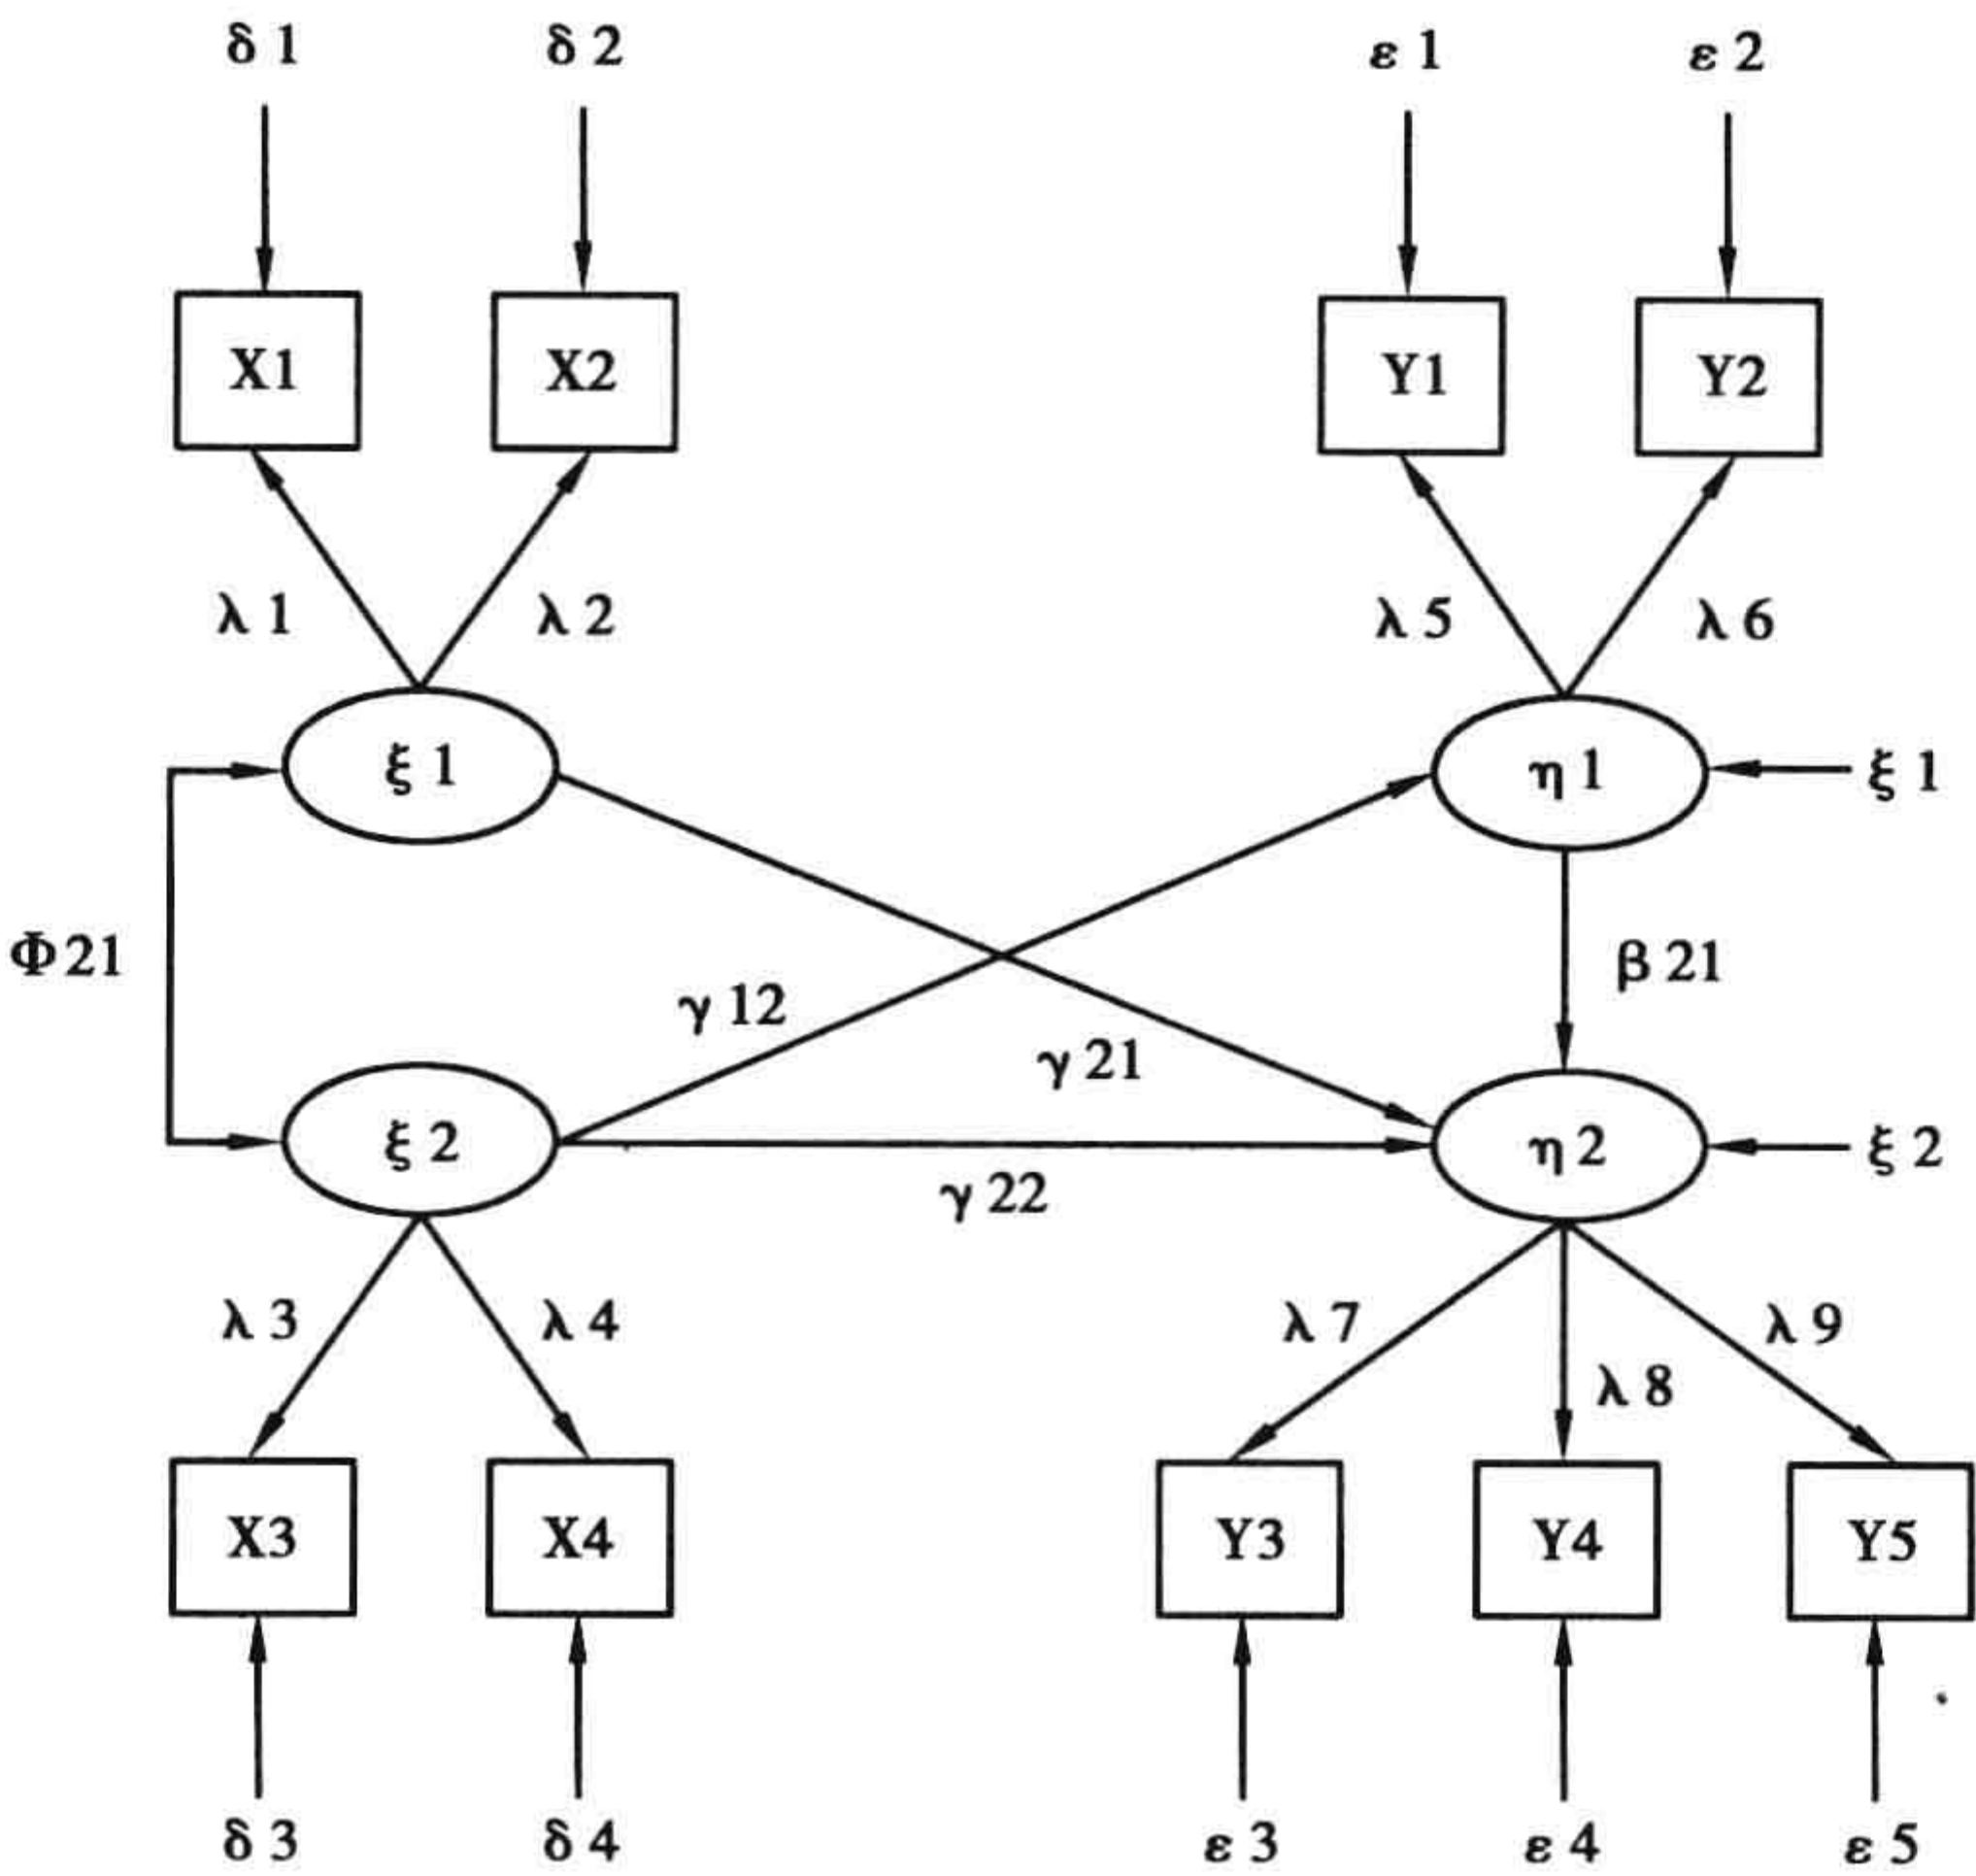 δ 1 δ 2 ε 1 ε 2
X1 X2 Y1 Y2
λ 1 λ 2 λ 5 λ 6
ξ 1 η 1 ξ 1
Φ21 β 21
γ 12
γ 21
ξ 2 η 2 ξ 2
γ 22
λ 3 λ 4 λ 7 λ 9
λ 8
X3 X4 Y3 Y4 Y5
δ 3 δ 4 ε 3 ε 4 ε 5